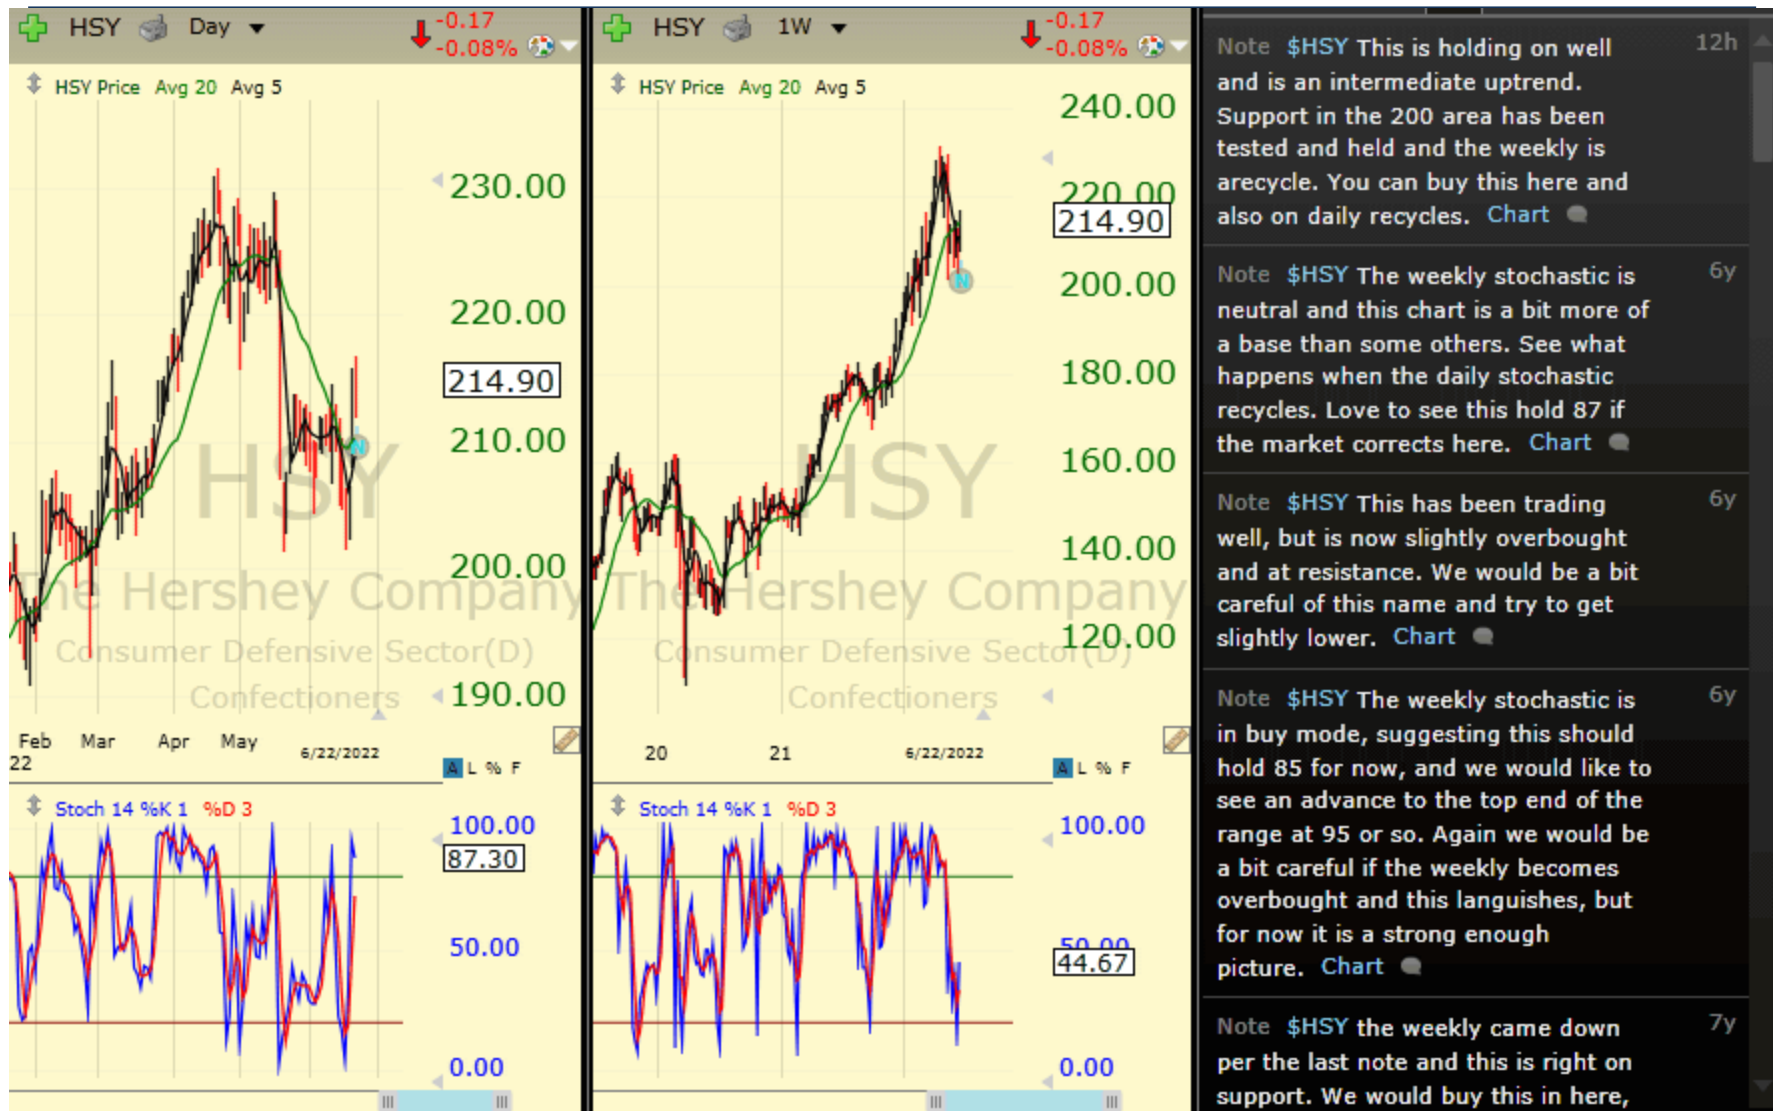 HSY Day -0.17
-0.08%
HSY Price Avg 20 Avg 5
230.00
220.00
214.90
210.00
200.00
190.00
HSY
The Hershey Company
Consumer Defensive Sector(D)
Confectioners
Feb Mar Apr May 6/22/2022
22
A L % F
Stoch 14 %K 1 %D 3
100.00
87.30
50.00
0.00
N
HSY 1W -0.17
-0.08%
HSY Price Avg 20 Avg 5
240.00
220.00
214.90
200.00
180.00
160.00
140.00
120.00
HSY
The Hershey Company
Consumer Defensive Sector(D)
Confectioners
20 21 6/22/2022
A L % F
Stoch 14 %K 1 %D 3
100.00
50.00
44.67
0.00
N
Note $HSY This is holding on well 12h
and is an intermediate uptrend.
Support in the 200 area has been
tested and held and the weekly is
arecycle. You can buy this here and
also on daily recycles. Chart
Note $HSY The weekly stochastic is 6y
neutral and this chart is a bit more of
a base than some others. See what
happens when the daily stochastic
recycles. Love to see this hold 87 if
the market corrects here. Chart
Note $HSY This has been trading 6y
well, but is now slightly overbought
and at resistance. We would be a bit
careful of this name and try to get
slightly lower. Chart
Note $HSY The weekly stochastic is 6y
in buy mode, suggesting this should
hold 85 for now, and we would like to
see an advance to the top end of the
range at 95 or so. Again we would be
a bit careful if the weekly becomes
overbought and this languishes, but
for now it is a strong enough
picture. Chart
Note $HSY the weekly came down 7y
per the last note and this is right on
support. We would buy this in here,